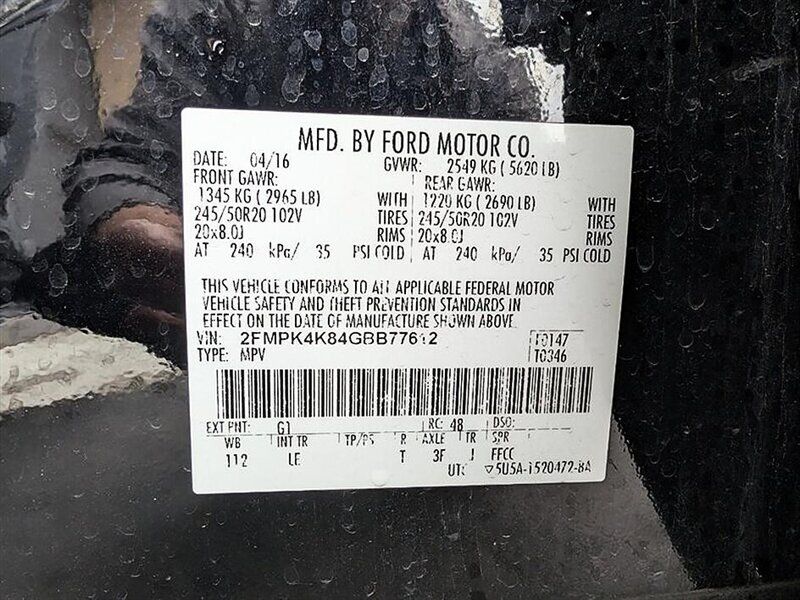 MFD. BY FORD MOTOR CO.
DATE: 04/16 GVWR: 2549 KG ( 5620 LB)
FRONT GAWR: REAR GAWR:
1345 KG ( 2965 LB) WITH 1220 KG ( 2690 LB) WITH
245/50R20 102V TIRES 245/50R20 102V TIRES
20x8.0J RIMS 20x8.0J RIMS
AT 240 kPa/ 35 PSI COLD AT 240 kPa/ 35 PSI COLD
THIS VEHICLE CONFORMS TO ALL APPLICABLE FEDERAL MOTOR
VEHICLE SAFETY AND THEFT PREVENTION STANDARDS IN
EFFECT ON THE DATE OF MANUFACTURE SHOWN ABOVE.
VIN: 2FMPK4K84GBB77612 T0147
TYPE: MPV T0346
EXT PNT: G1 RC: 48 DSO:
WB INT TR TP/PS R AXLE TR SPR
112 LE T 3F J FFCC
UTC ▽5U5A-1520472-BA